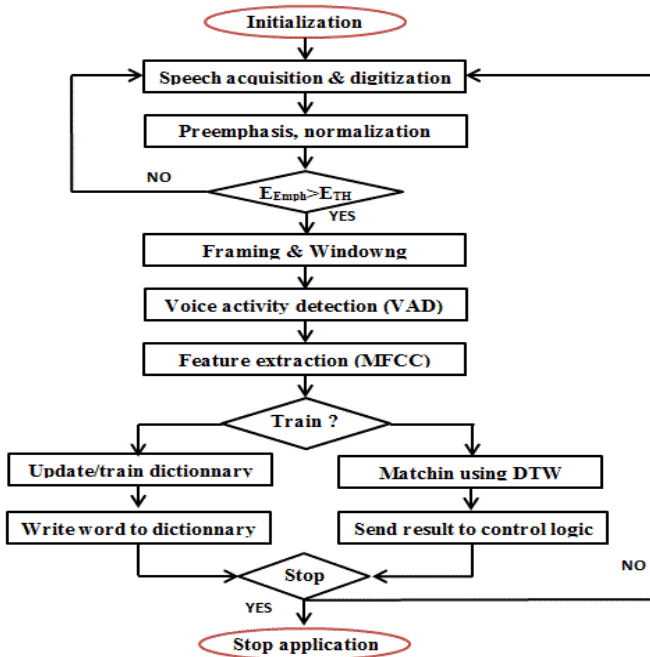 Initialization
Speech acquisition & digitization
Preemphasis, normalization
NO
E_Emph>E_TH
YES
Framing & Windowng
Voice activity detection (VAD)
Feature extraction (MFCC)
Train ?
Update/train dictionnary
Matchin using DTW
Write word to dictionnary
Send result to control logic
Stop
NO
YES
Stop application